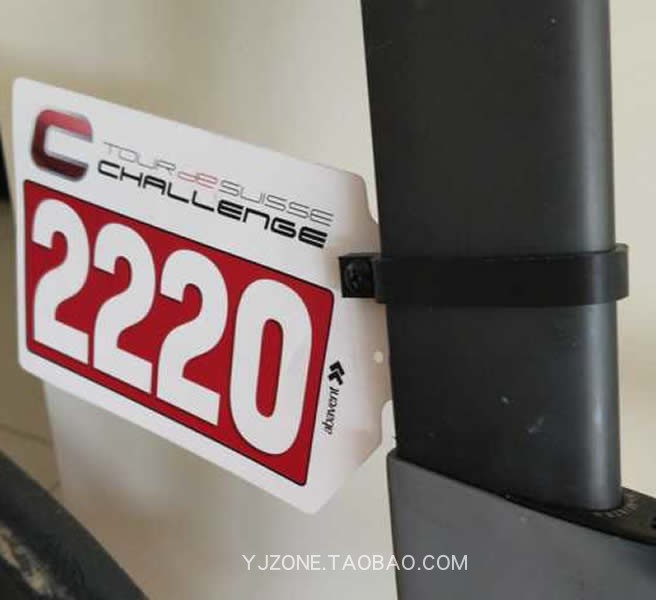 C
TOUR de SUISSE
CHALLENGE
2220
abavent
YJZONE.TAOBAO.COM